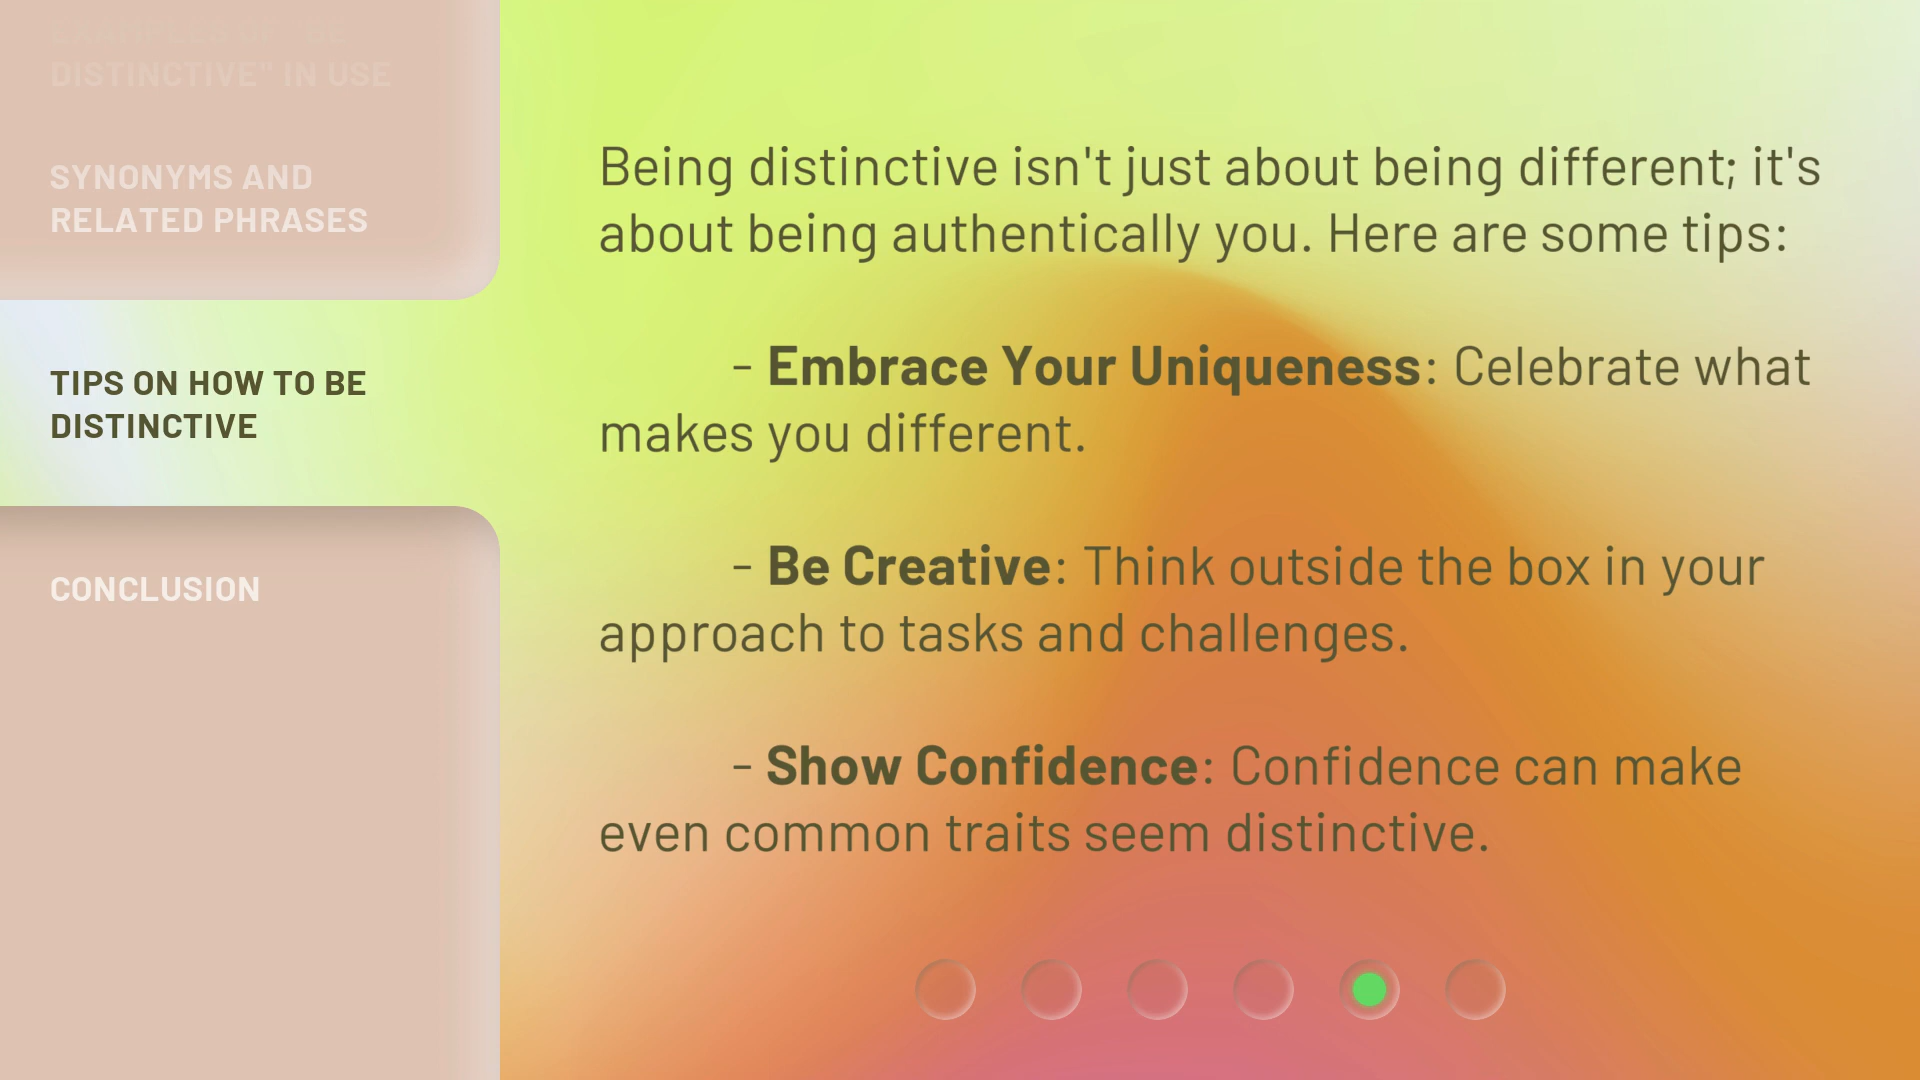 EXAMPLES OF "BE
DISTINCTIVE" IN USE
SYNONYMS AND
RELATED PHRASES
TIPS ON HOW TO BE
DISTINCTIVE
CONCLUSION
Being distinctive isn't just about being different; it's
about being authentically you. Here are some tips:
- Embrace Your Uniqueness: Celebrate what
makes you different.
- Be Creative: Think outside the box in your
approach to tasks and challenges.
- Show Confidence: Confidence can make
even common traits seem distinctive.